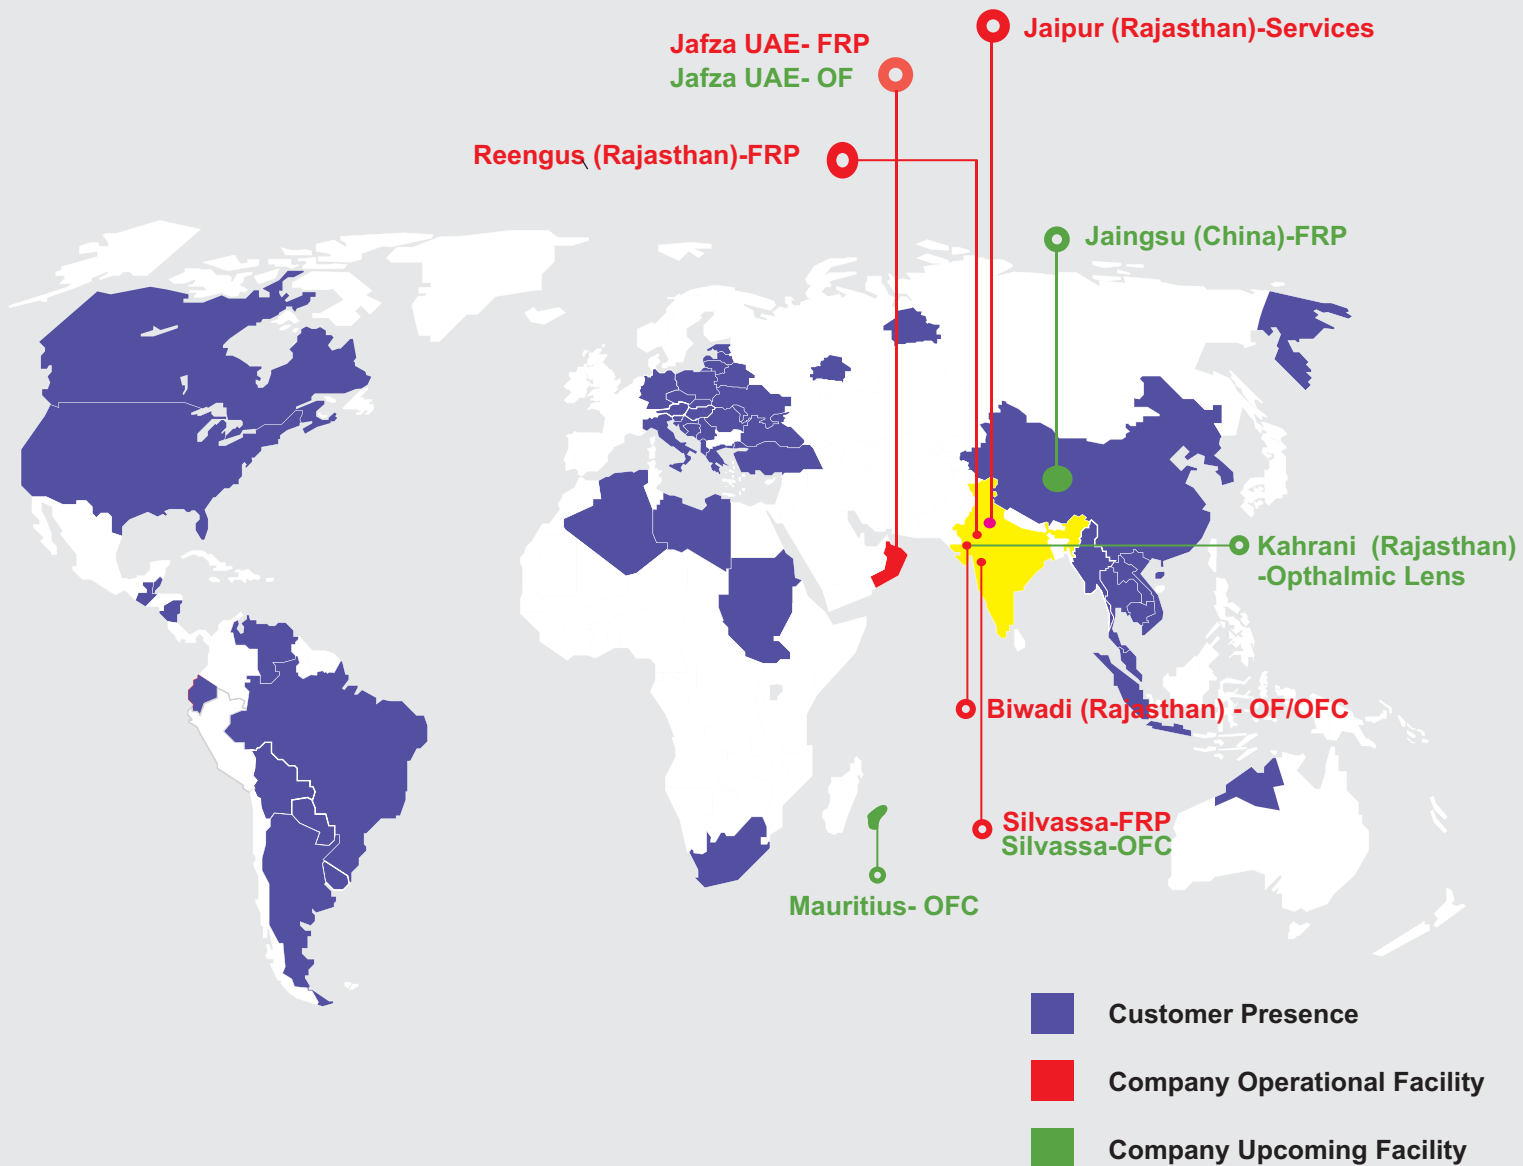 Jaipur (Rajasthan)-Services
Jafza UAE- FRP
Jafza UAE- OF
Reengus (Rajasthan)-FRP
Jaingsu (China)-FRP
Kahrani (Rajasthan)
-Opthalmic Lens
Biwadi (Rajasthan) - OF/OFC
Silvassa-FRP
Silvassa-OFC
Mauritius- OFC
Customer Presence
Company Operational Facility
Company Upcoming Facility